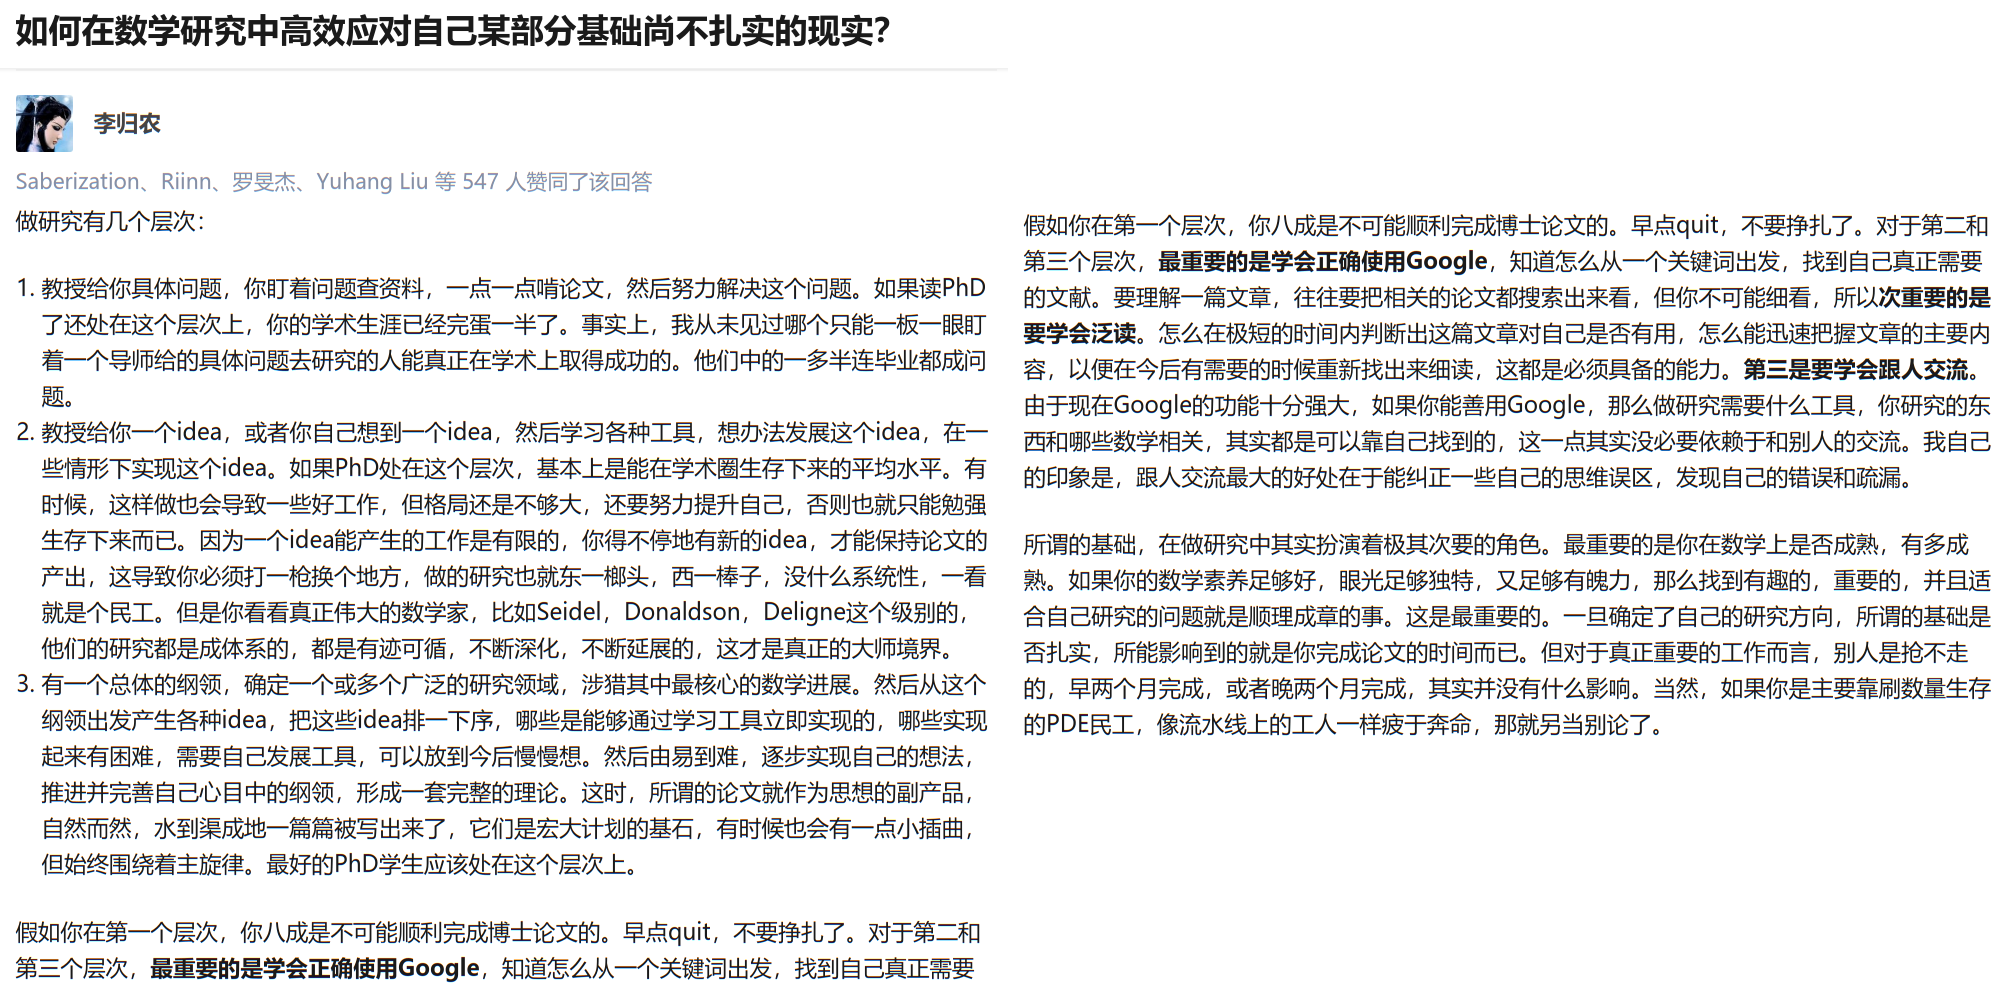 如何在数学研究中高效应对自己某部分基础尚不扎实的现实?
李归农
Saberization、Riinn、罗旻杰、Yuhang Liu 等 547 人赞同了该回答
做研究有几个层次：
1. 教授给你具体问题，你盯着问题查资料，一点一点啃论文，然后努力解决这个问题。如果读PhD
了还处在这个层次上，你的学术生涯已经完蛋一半了。事实上，我从未见过哪个只能一板一眼盯
着一个导师给的具体问题去研究的人能真正在学术上取得成功的。他们中的一多半连毕业都成问
题。
2. 教授给你一个idea，或者你自己想到一个idea，然后学习各种工具，想办法发展这个idea，在一
些情形下实现这个idea。如果PhD处在这个层次，基本上是能在学术圈生存下来的平均水平。有
时候，这样做也会导致一些好工作，但格局还是不够大，还要努力提升自己，否则也就只能勉强
生存下来而已。因为一个idea能产生的工作是有限的，你得不停地有新的idea，才能保持论文的
产出，这导致你必须打一枪换个地方，做的研究也就东一榔头，西一棒子，没什么系统性，一看
就是个民工。但是你看看真正伟大的数学家，比如Seidel，Donaldson，Deligne这个级别的，
他们的研究都是成体系的，都是有迹可循，不断深化，不断延展的，这才是真正的大师境界。
3. 有一个总体的纲领，确定一个或多个广泛的研究领域，涉猎其中最核心的数学进展。然后从这个
纲领出发产生各种idea，把这些idea排一下序，哪些是能够通过学习工具立即实现的，哪些实现
起来有困难，需要自己发展工具，可以放到今后慢慢想。然后由易到难，逐步实现自己的想法，
推进并完善自己心目中的纲领，形成一套完整的理论。这时，所谓的论文就作为思想的副产品，
自然而然，水到渠成地一篇篇被写出来了，它们是宏大计划的基石，有时候也会有一点小插曲，
但始终围绕着主旋律。最好的PhD学生应该处在这个层次上。
假如你在第一个层次，你八成是不可能顺利完成博士论文的。早点quit，不要挣扎了。对于第二和
第三个层次，最重要的是学会正确使用Google，知道怎么从一个关键词出发，找到自己真正需要
假如你在第一个层次，你八成是不可能顺利完成博士论文的。早点quit，不要挣扎了。对于第二和
第三个层次，最重要的是学会正确使用Google，知道怎么从一个关键词出发，找到自己真正需要
的文献。要理解一篇文章，往往要把相关的论文都搜索出来看，但你不可能细看，所以次重要的是
要学会泛读。怎么在极短的时间内判断出这篇文章对自己是否有用，怎么能迅速把握文章的主要内
容，以便在今后有需要的时候重新找出来细读，这都是必须具备的能力。第三是要学会跟人交流。
由于现在Google的功能十分强大，如果你能善用Google，那么做研究需要什么工具，你研究的东
西和哪些数学相关，其实都是可以靠自己找到的，这一点其实没必要依赖于和别人的交流。我自己
的印象是，跟人交流最大的好处在于能纠正一些自己的思维误区，发现自己的错误和疏漏。
所谓的基础，在做研究中其实扮演着极其次要的角色。最重要的是你在数学上是否成熟，有多成
熟。如果你的数学素养足够好，眼光足够独特，又足够有魄力，那么找到有趣的，重要的，并且适
合自己研究的问题就是顺理成章的事。这是最重要的。一旦确定了自己的研究方向，所谓的基础是
否扎实，所能影响到的就是你完成论文的时间而已。但对于真正重要的工作而言，别人是抢不走
的，早两个月完成，或者晚两个月完成，其实并没有什么影响。当然，如果你是主要靠刷数量生存
的PDE民工，像流水线上的工人一样疲于奔命，那就另当别论了。